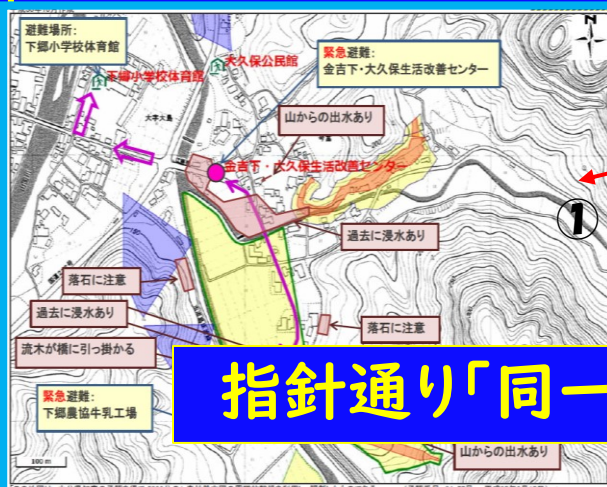 避難場所:
下郷小学校体育館
下郷小学校体育館
大久保公民館
緊急避難:
金吉下・大久保生活改善センター
N
大字大島
山からの出水あり
金吉下・大久保生活改善センター
①
過去に浸水あり
落石に注意
過去に浸水あり
落石に注意
流木が橋に引っ掛かる
指針通り「同一
緊急避難:
下郷農協牛乳工場
山からの出水あり
100 m